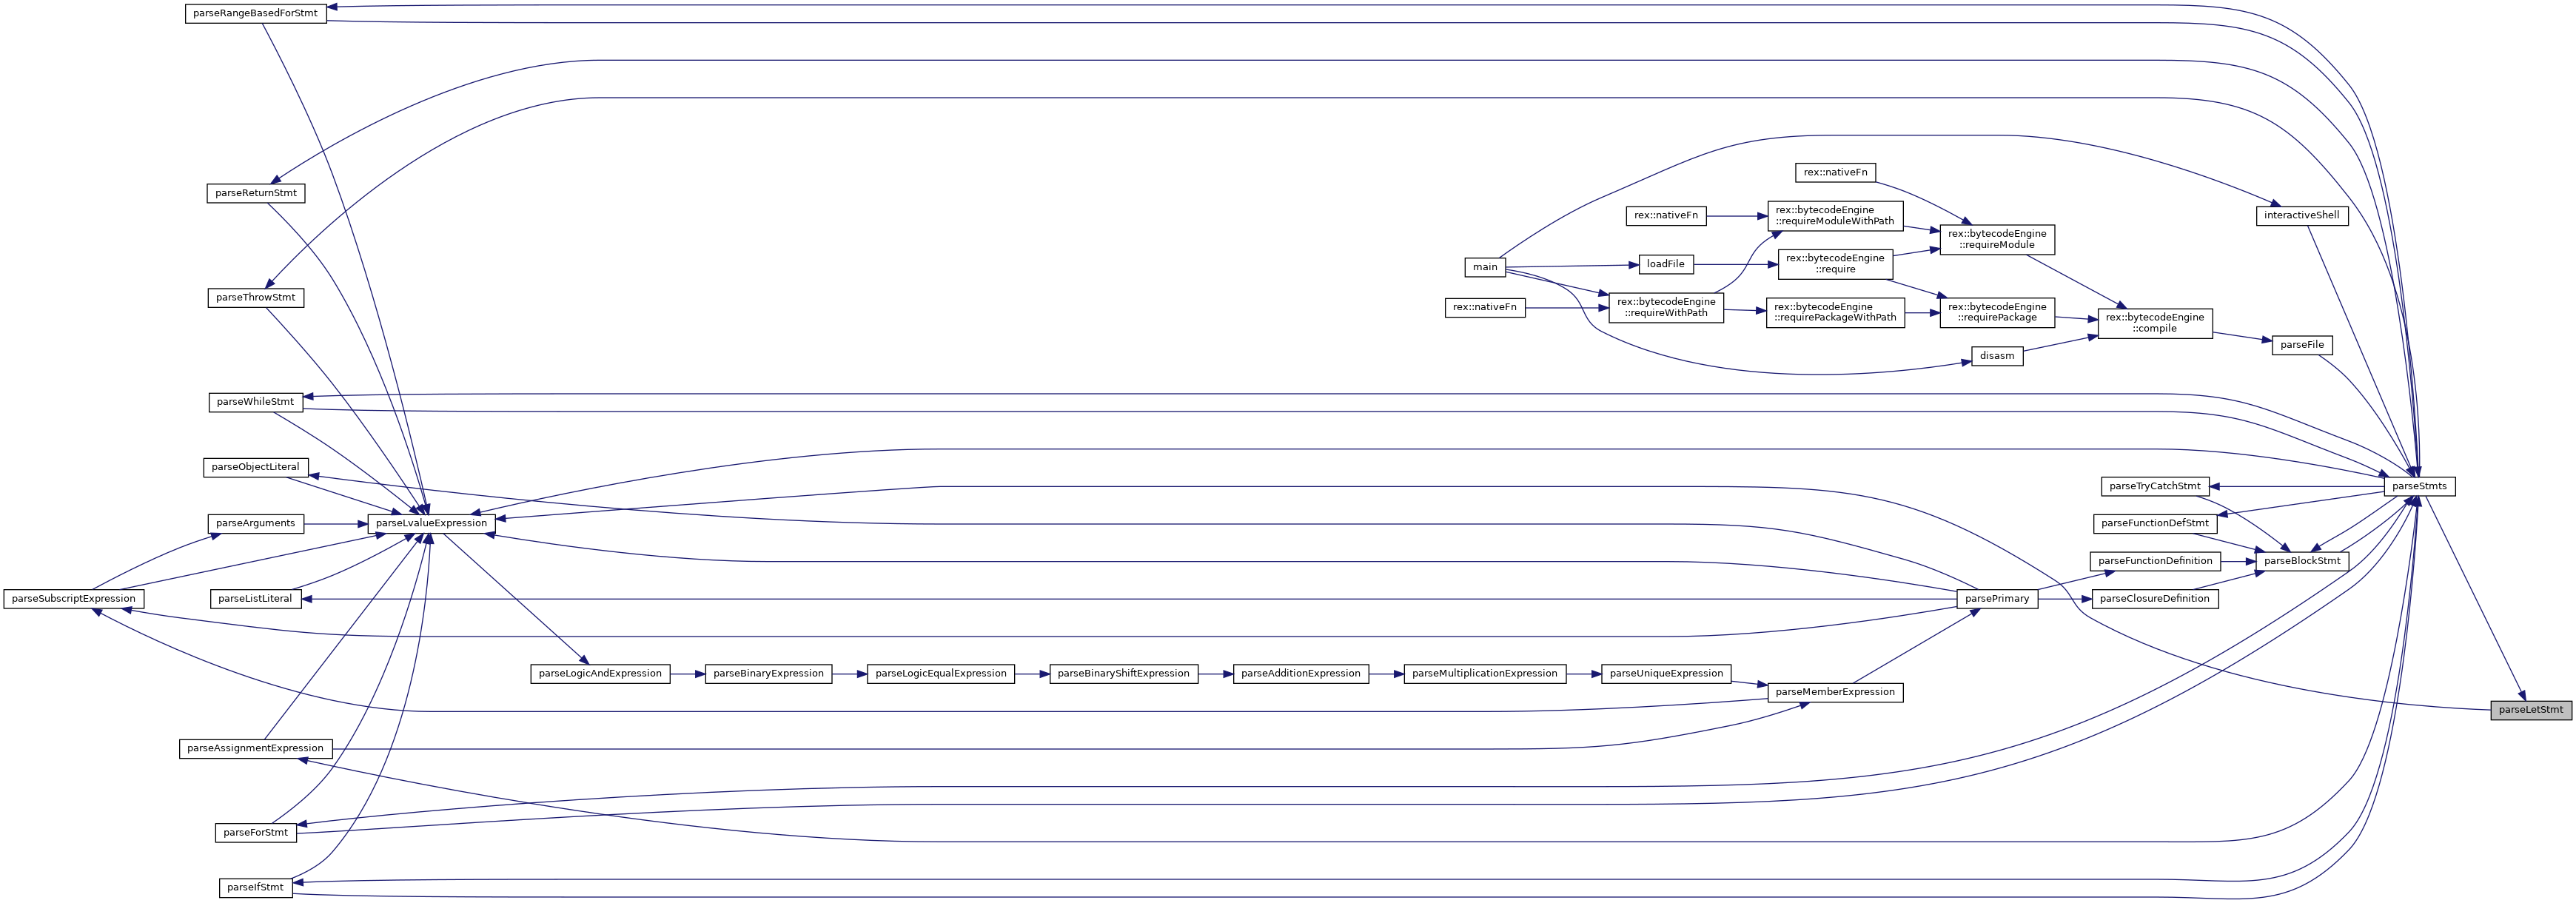 parseRangeBasedForStmt
parseReturnStmt
parseThrowStmt
parseWhileStmt
parseObjectLiteral
parseArguments
parseLvalueExpression
parseSubscriptExpression
parseListLiteral
parseLogicAndExpression
parseBinaryExpression
parseLogicEqualExpression
parseBinaryShiftExpression
parseAdditionExpression
parseMultiplicationExpression
parseUniqueExpression
parseMemberExpression
parseAssignmentExpression
parseForStmt
parseIfStmt
main
rex::nativeFn
rex::nativeFn
loadFile
rex::bytecodeEngine
::requireWithPath
rex::nativeFn
rex::bytecodeEngine
::requireModuleWithPath
rex::bytecodeEngine
::require
rex::bytecodeEngine
::requirePackageWithPath
rex::bytecodeEngine
::requireModule
rex::bytecodeEngine
::requirePackage
disasm
rex::bytecodeEngine
::compile
interactiveShell
parseFile
parseStmts
parseTryCatchStmt
parseFunctionDefStmt
parseFunctionDefinition
parseBlockStmt
parsePrimary
parseClosureDefinition
parseLetStmt